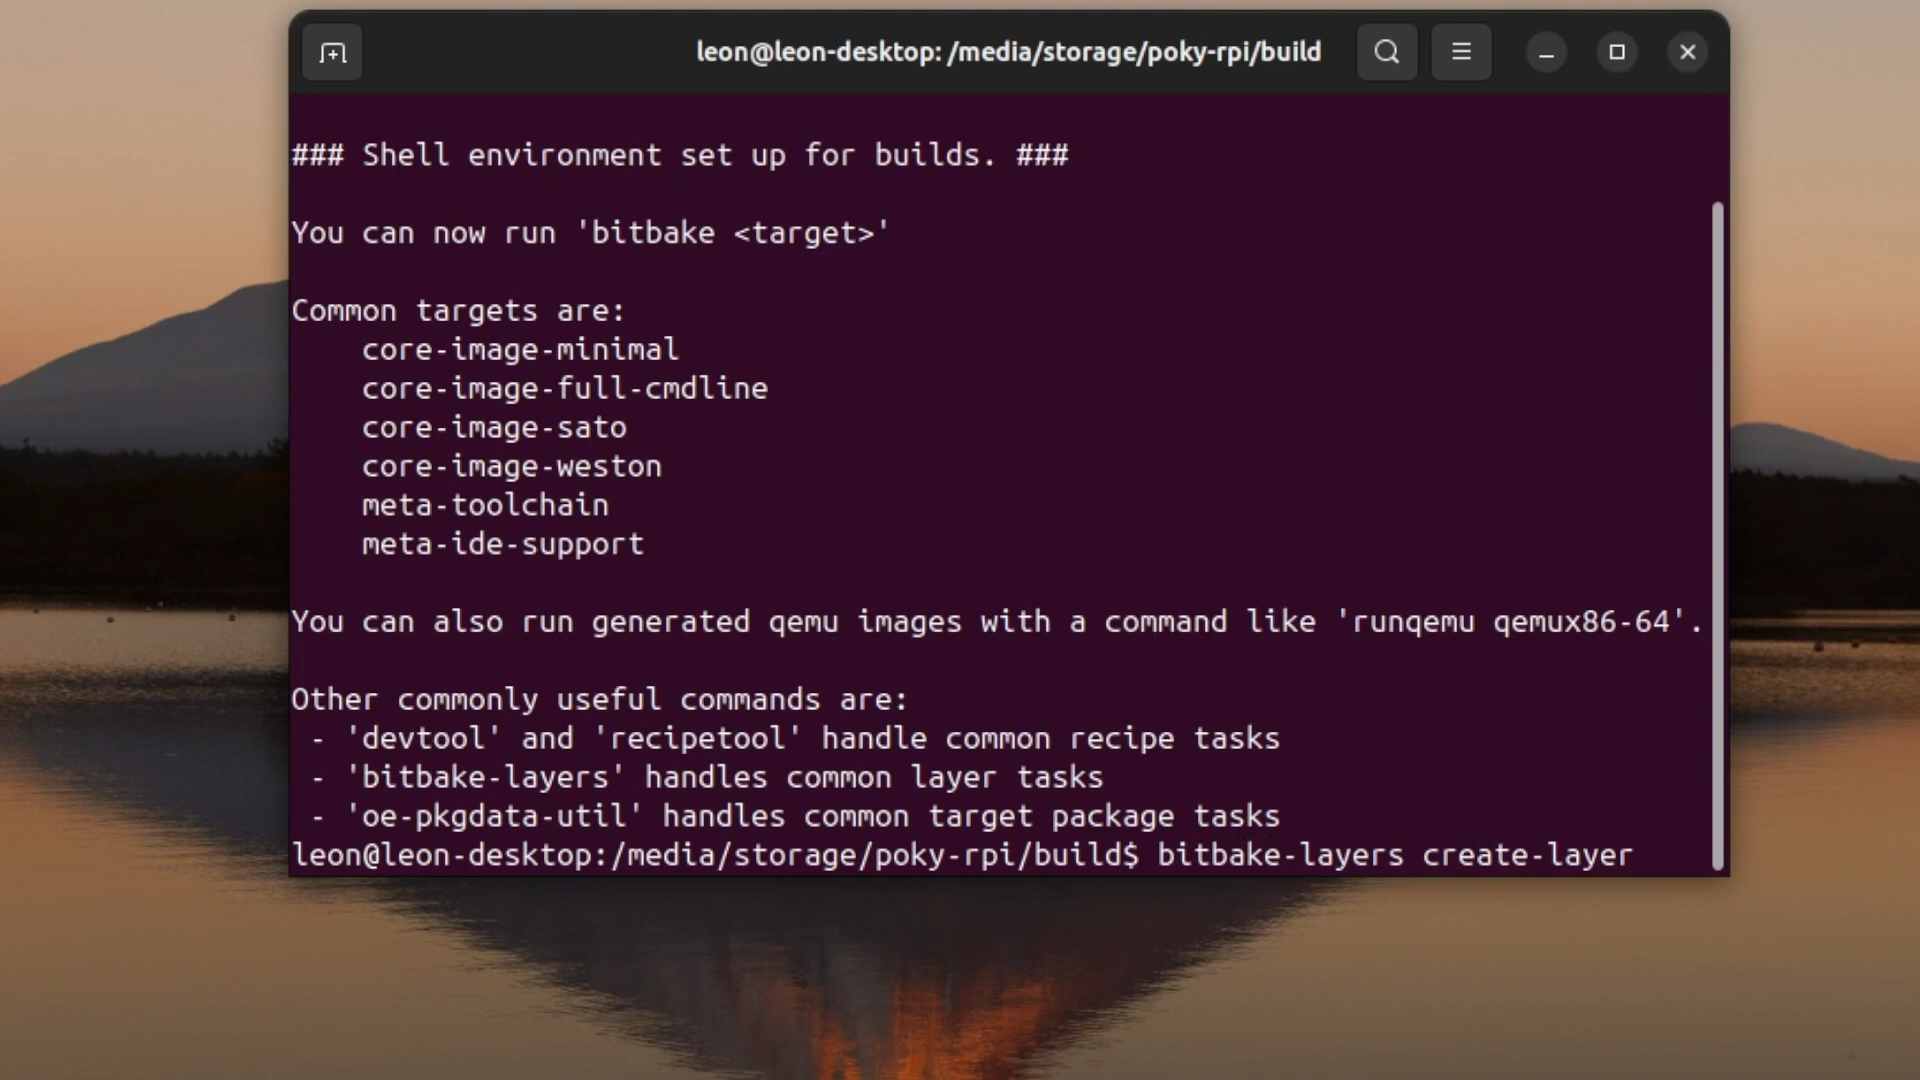 leon@leon-desktop: /media/storage/poky-rpi/build
### Shell environment set up for builds. ###
You can now run 'bitbake <target>'
Common targets are:
core-image-minimal
core-image-full-cmdline
core-image-sato
core-image-weston
meta-toolchain
meta-ide-support
You can also run generated qemu images with a command like 'runqemu qemux86-64'.
Other commonly useful commands are:
- 'devtool' and 'recipetool' handle common recipe tasks
- 'bitbake-layers' handles common layer tasks
- 'oe-pkgdata-util' handles common target package tasks
leon@leon-desktop:/media/storage/poky-rpi/build$ bitbake-layers create-layer